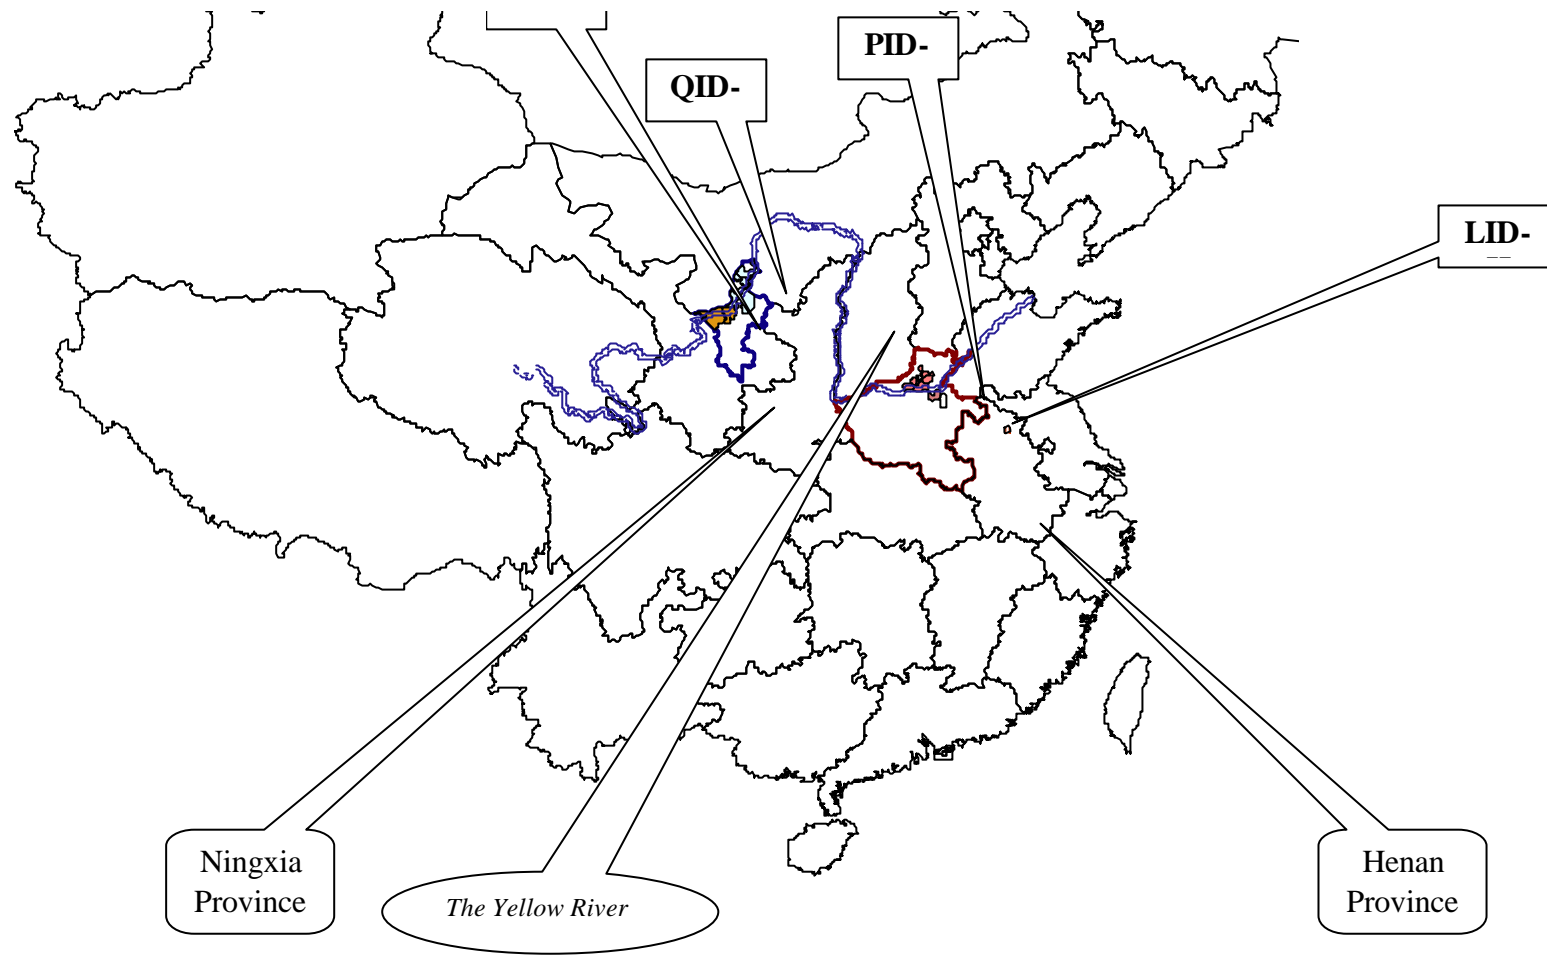 PID-
QID-
LID-
Ningxia
Province
The Yellow River
Henan
Province